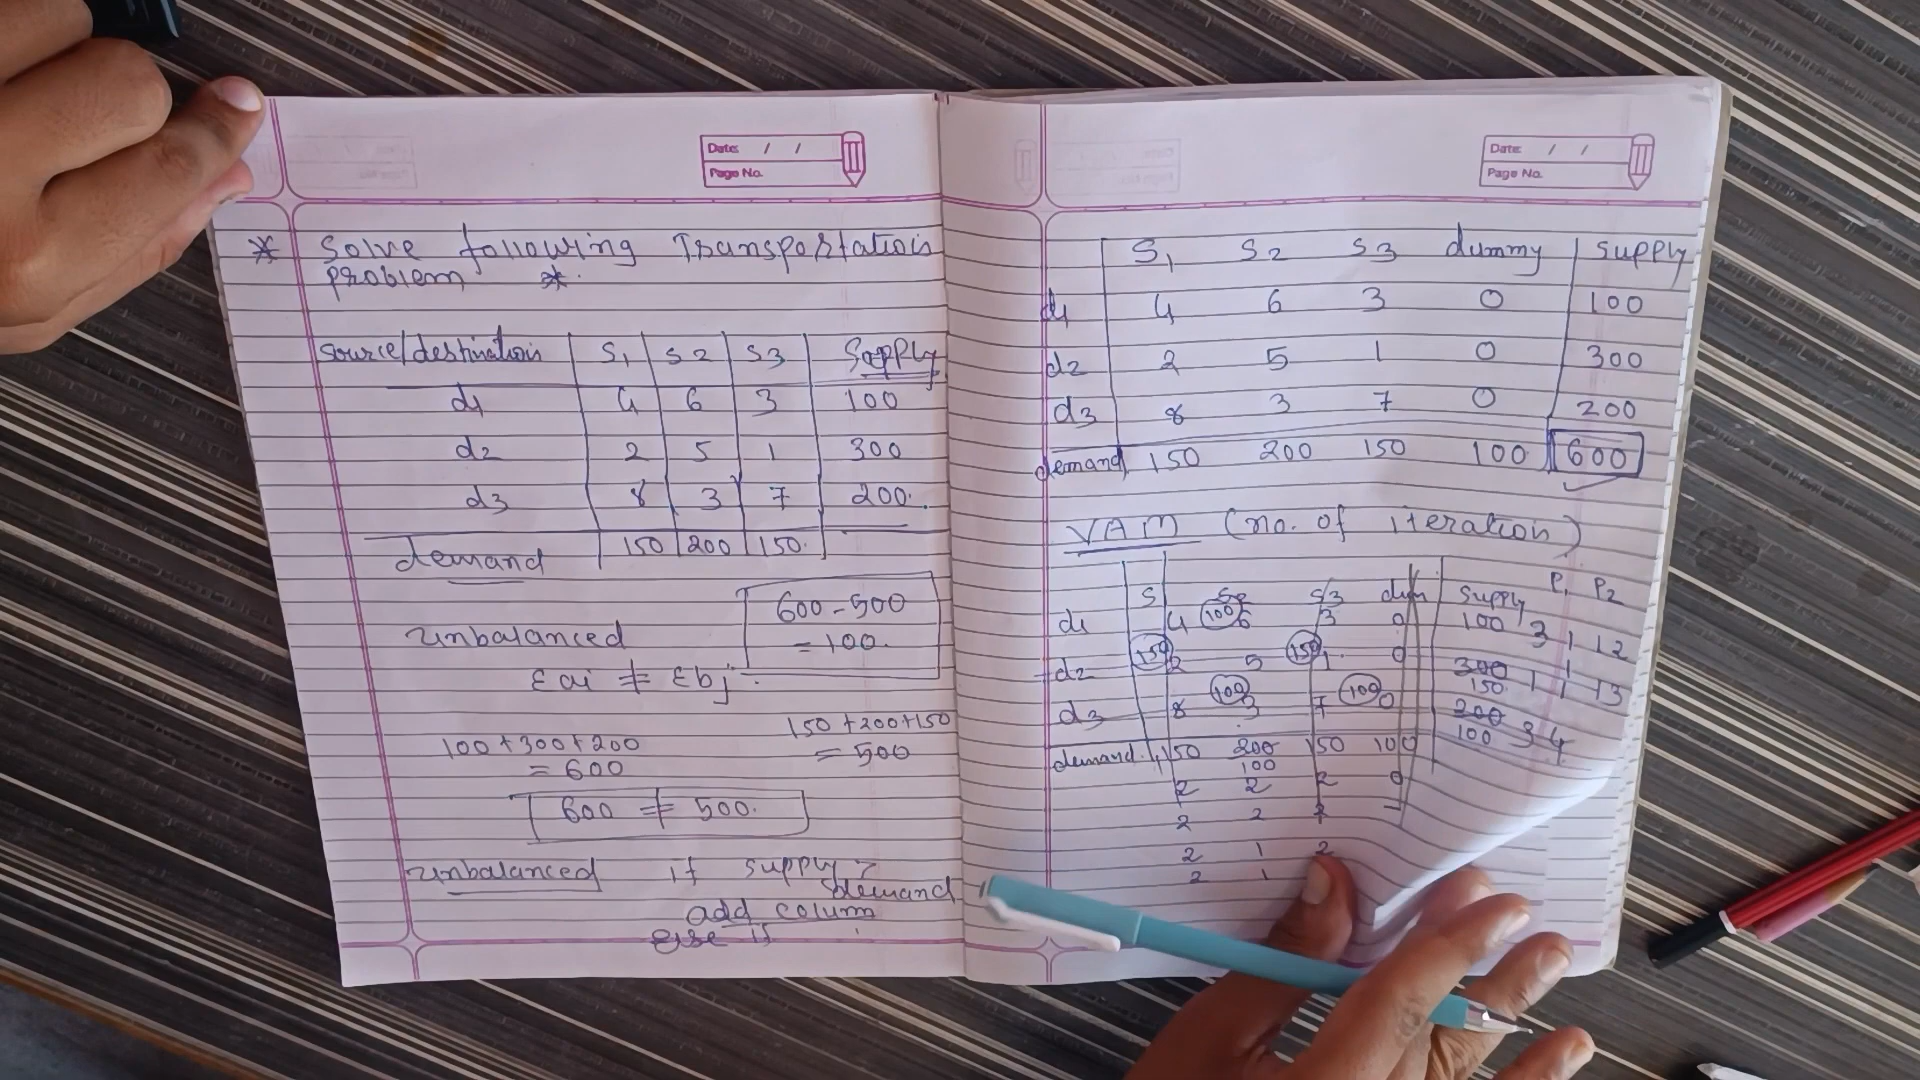 Date: / /
Page No.
* Solve following Transportation
problem *
source/destination S1 S2 S3 Supply
d1 4 6 3 100
d2 2 5 1 300
d3 8 3 7 200.
demand 150 200 150.
600-500
= 100.
unbalanced
Σai ≠ Σbj
100+300+200
= 600
150+200+150
= 500
600 ≠ 500.
unbalanced if supply >
demand
add column
else if
Date: / /
Page No.
S1 S2 S3 dummy supply
d1 4 6 3 0 100
d2 2 5 1 0 300
d3 8 3 7 0 200
demand 150 200 150 100 600
VAM (no. of iteration)
S S2 S3 dum supply P1 P2
d1 4 100 6 3 0 100 3 1 12
d2 150 2 5 150 1. 0 300 1
150. 1 1 13
d3 8 100 3 7 100 0 200
100 3 4
demand. 150 200 150 100
100
2 2 2 0
2 2 2
2 1 2
2 1